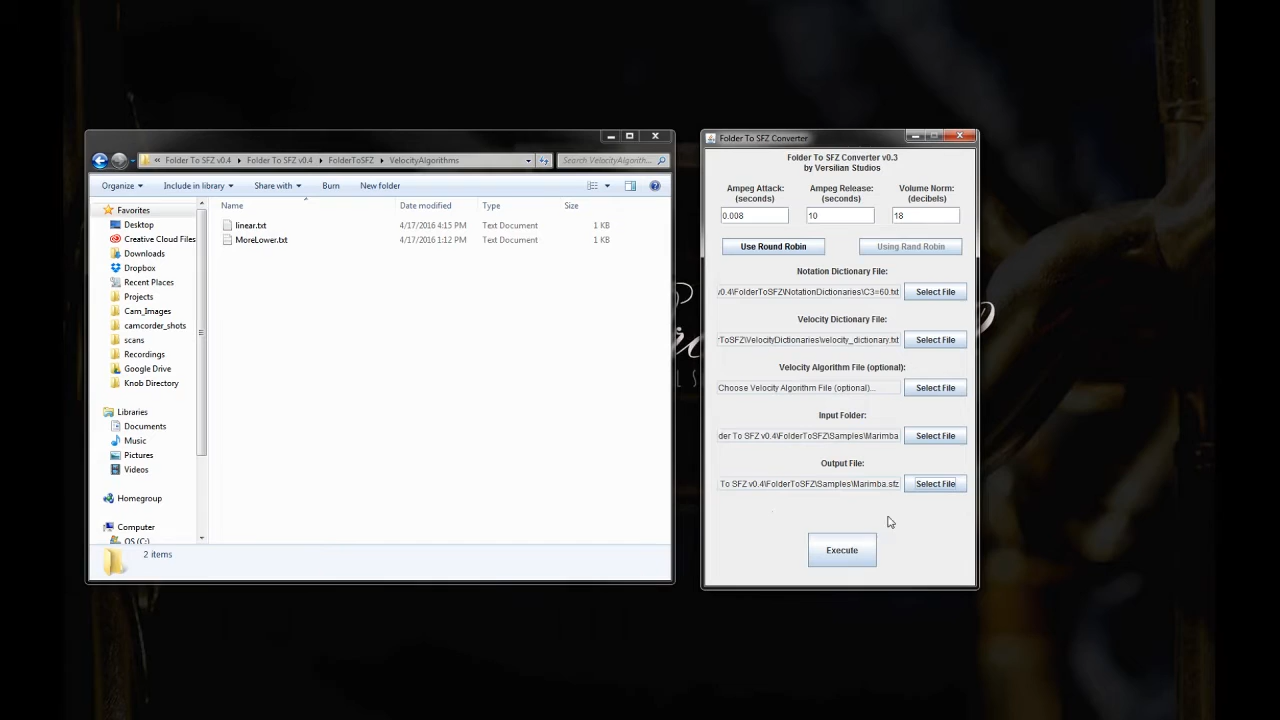 « Folder To SFZ v0.4 ▸ Folder To SFZ v0.4 ▸ FolderToSFZ ▸ VelocityAlgorithms
Search VelocityAlgorith...
Organize
Include in library
Share with
Burn
New folder
Name
Date modified
Type
Size
Favorites
Desktop
Creative Cloud Files
Downloads
Dropbox
Recent Places
Projects
Cam_Images
camcorder_shots
scans
Recordings
Google Drive
Knob Directory
Libraries
Documents
Music
Pictures
Videos
Homegroup
Computer
OS (C:)
linear.txt 4/17/2016 4:15 PM Text Document 1 KB
MoreLower.txt 4/17/2016 1:12 PM Text Document 1 KB
2 items
Folder To SFZ Converter
Folder To SFZ Converter v0.3
by Versilian Studios
Ampeg Attack: Ampeg Release: Volume Norm:
(seconds) (seconds) (decibels)
0.008 10 18
Use Round Robin Using Rand Robin
Notation Dictionary File:
v0.4\FolderToSFZ\NotationDictionaries\C3=60.txt Select File
Velocity Dictionary File:
rToSFZ\VelocityDictionaries\velocity_dictionary.txt Select File
Velocity Algorithm File (optional):
Choose Velocity Algorithm File (optional)... Select File
Input Folder:
der To SFZ v0.4\FolderToSFZ\Samples\Marimba Select File
Output File:
To SFZ v0.4\FolderToSFZ\Samples\Marimba.sfz Select File
Execute